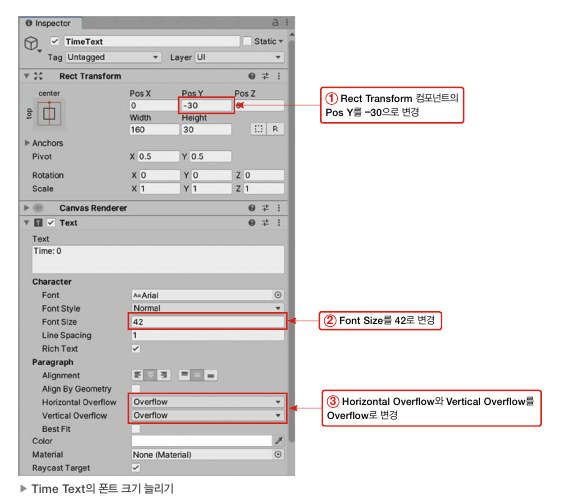 Inspector
TimeText Static
Tag Untagged Layer UI
Rect Transform
center Pos X Pos Y Pos Z
top 0 -30
Width Height
160 30 R
Anchors
Pivot X 0.5 Y 0.5
Rotation X 0 Y 0 Z 0
Scale X 1 Y 1 Z 1
Canvas Renderer
Text
Text
Time: 0
Character
Font Arial
Font Style Normal
Font Size 42
Line Spacing 1
Rich Text
Paragraph
Alignment
Align By Geometry
Horizontal Overflow Overflow
Vertical Overflow Overflow
Best Fit
Color
Material None (Material)
Raycast Target
① Rect Transform 컴포넌트의
Pos Y를 -30으로 변경
② Font Size를 42로 변경
③ Horizontal Overflow와 Vertical Overflow를
Overflow로 변경
▶ Time Text의 폰트 크기 늘리기